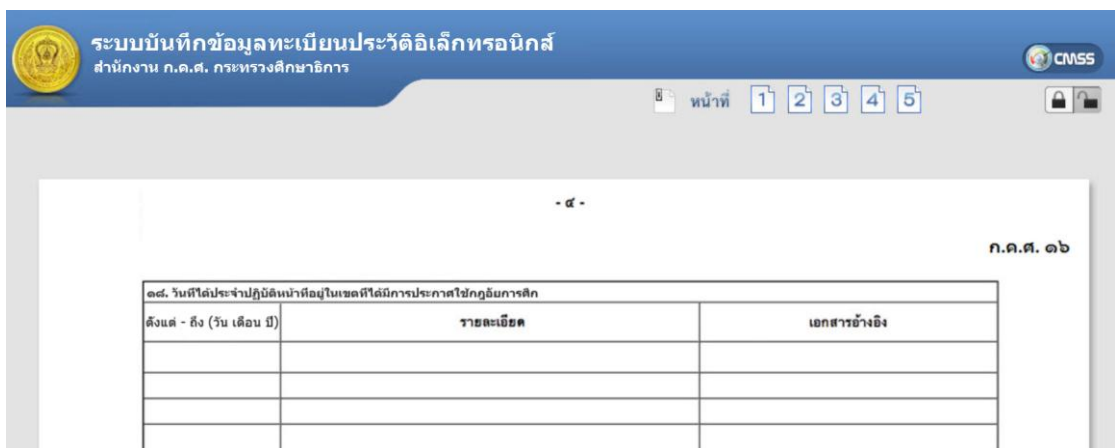 ระบบบันทึกข้อมูลทะเบียนประวัติอิเล็กทรอนิกส์
สำนักงาน ก.ค.ศ. กระทรวงศึกษาธิการ
CMSS
หน้าที่ 1 2 3 4 5
- ๔ -
ก.ค.ศ. ๑๖
๑๘. วันที่ได้ประจำปฏิบัติหน้าที่อยู่ในเขตที่ได้มีการประกาศใช้กฎอัยการศึก
ตั้งแต่ - ถึง (วัน เดือน ปี) รายละเอียด เอกสารอ้างอิง